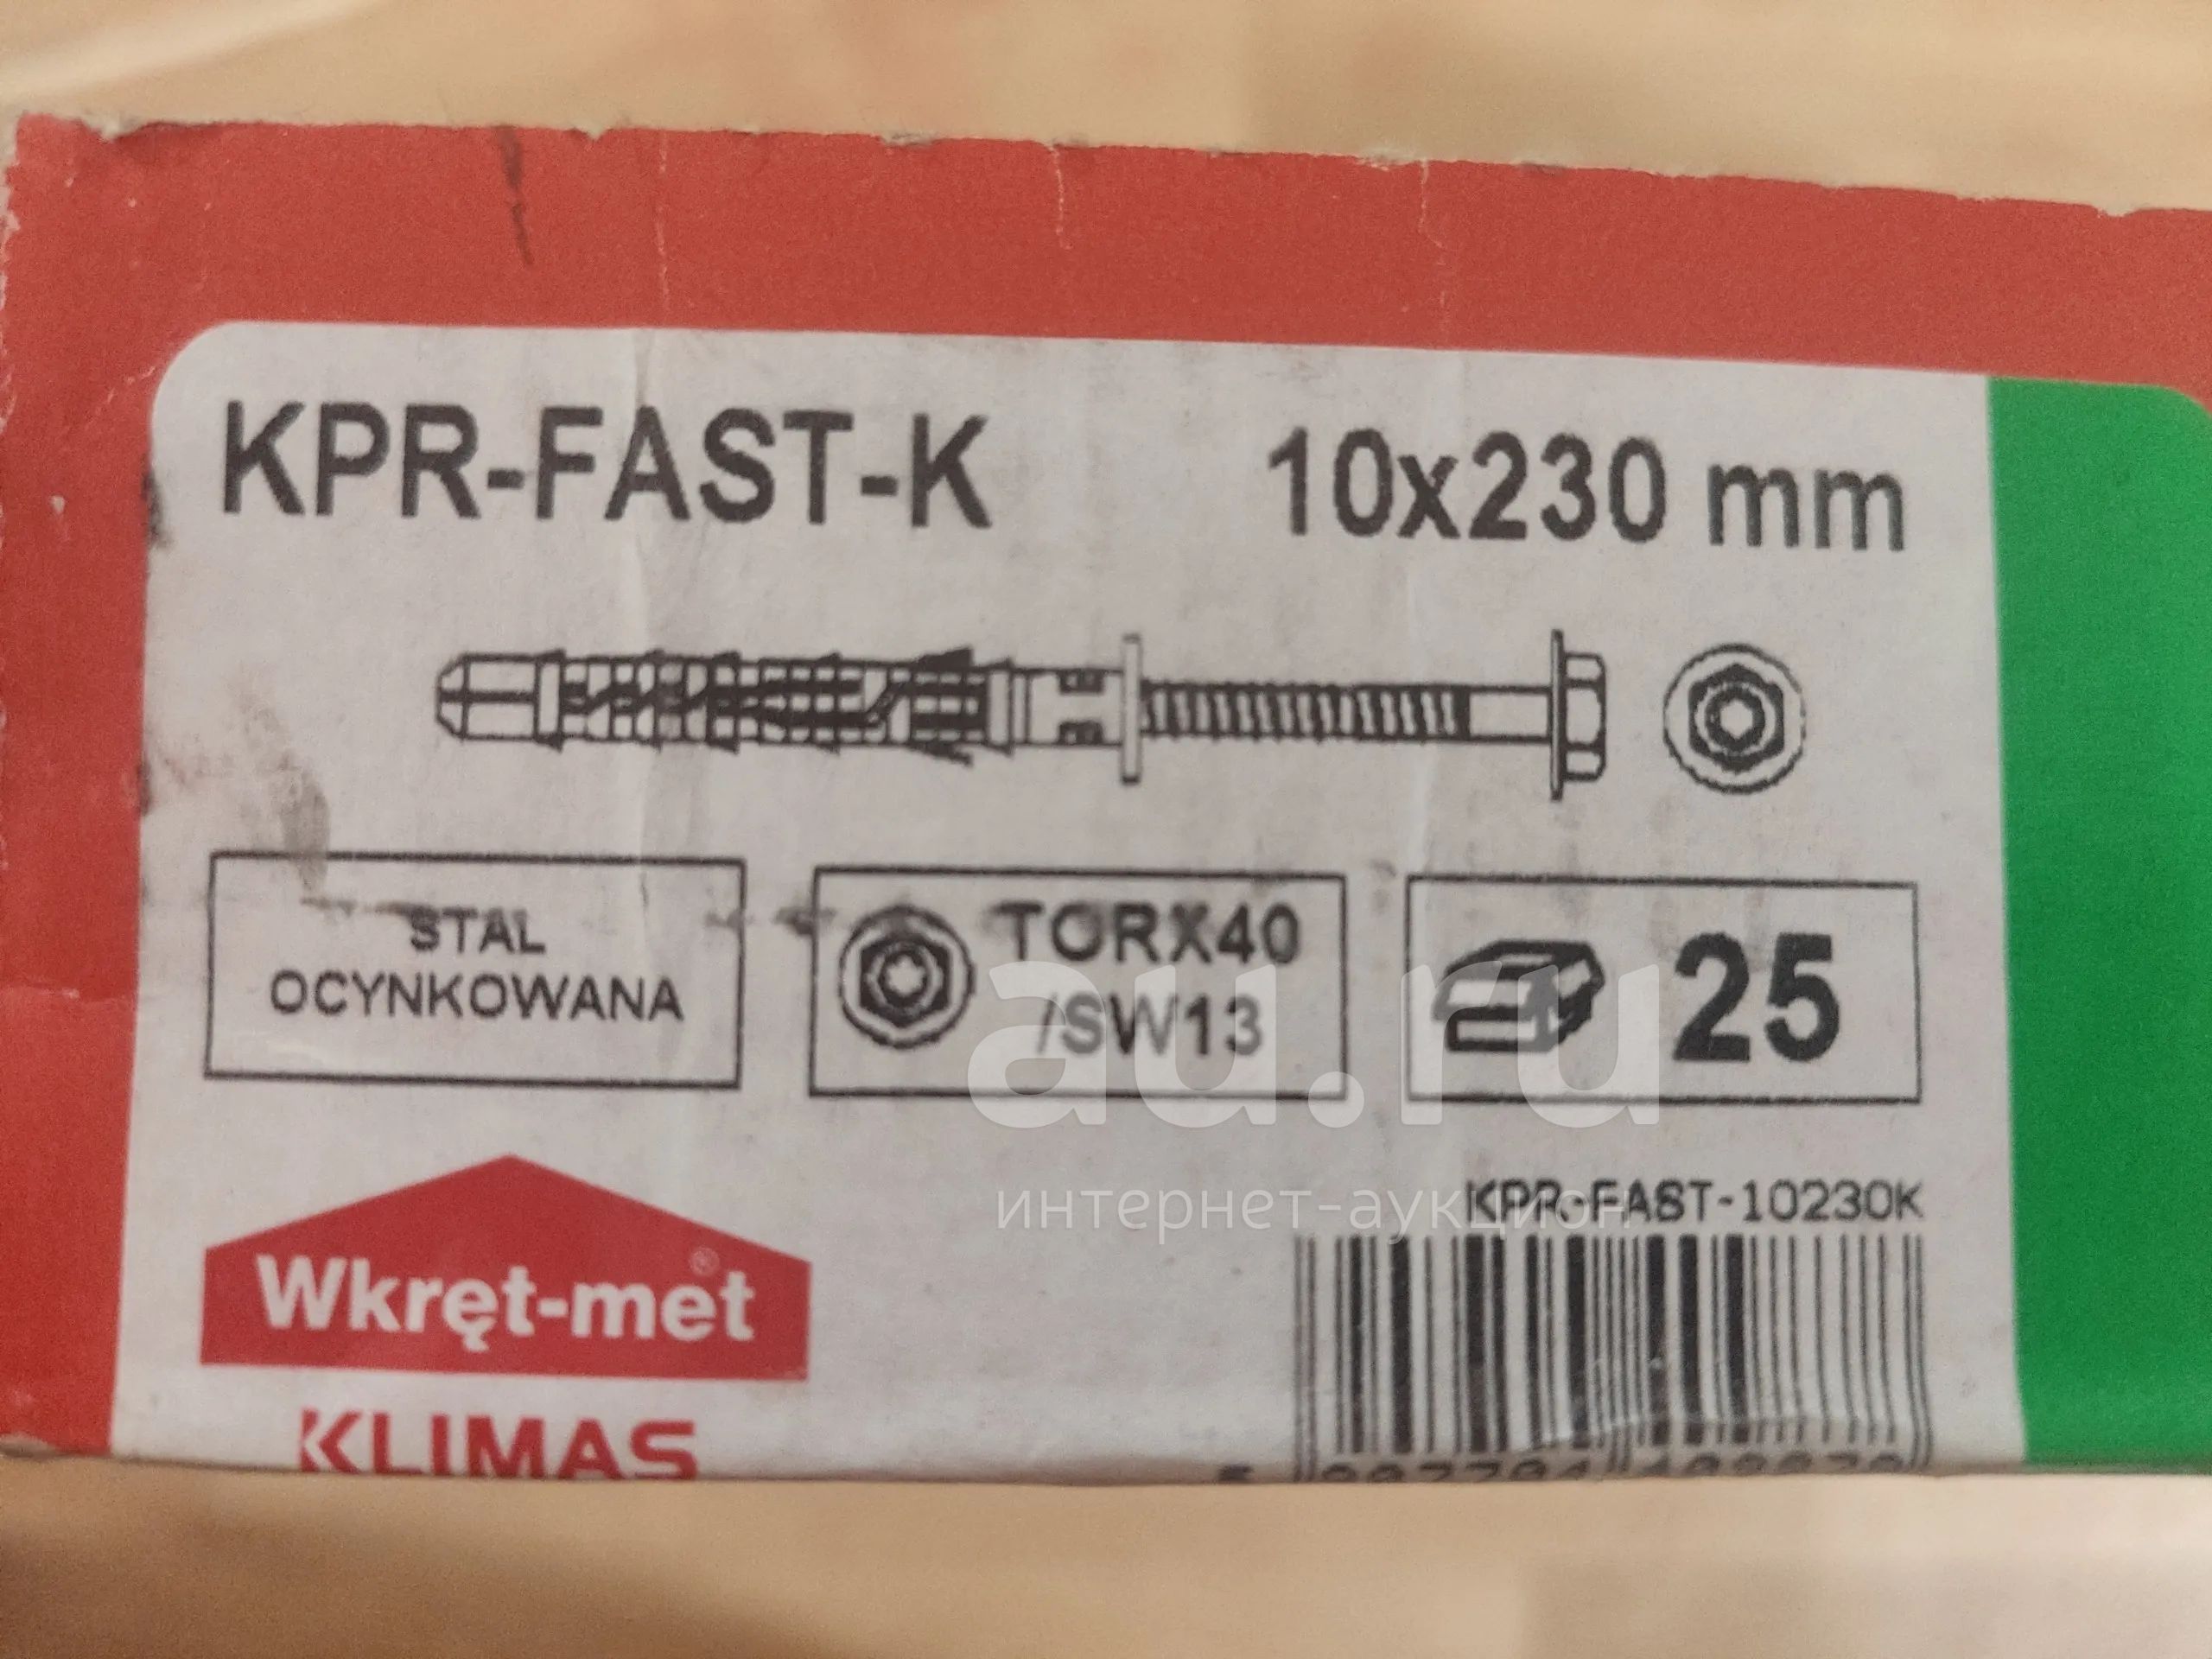 KPR-FAST-K 10x230 mm
STAL
OCYNKOWANA
TORX40
/SW13
25
au.ru
интернет-аукцион
KPR-FAST-10230K
Wkręt-met®
KLIMAS